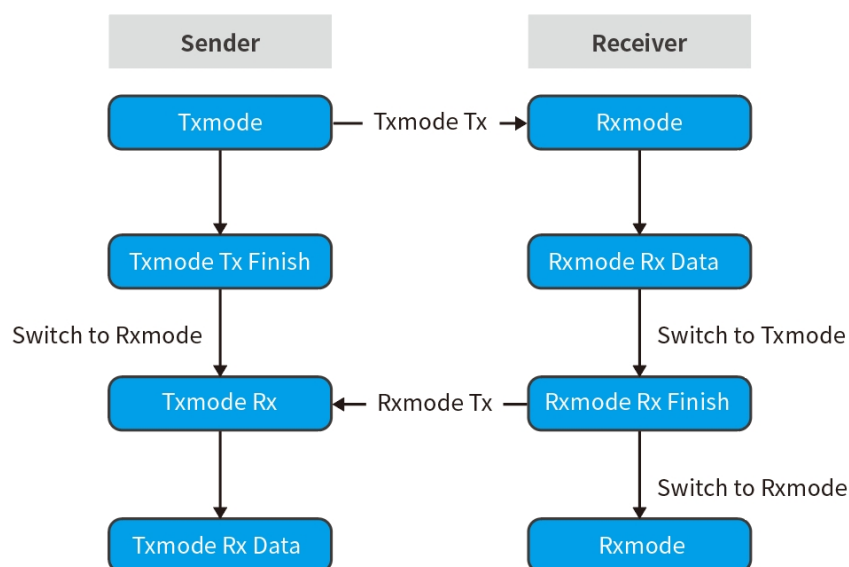 Sender
Receiver
Txmode
Txmode Tx
Rxmode
Txmode Tx Finish
Rxmode Rx Data
Switch to Rxmode
Switch to Txmode
Txmode Rx
Rxmode Tx
Rxmode Rx Finish
Switch to Rxmode
Txmode Rx Data
Rxmode